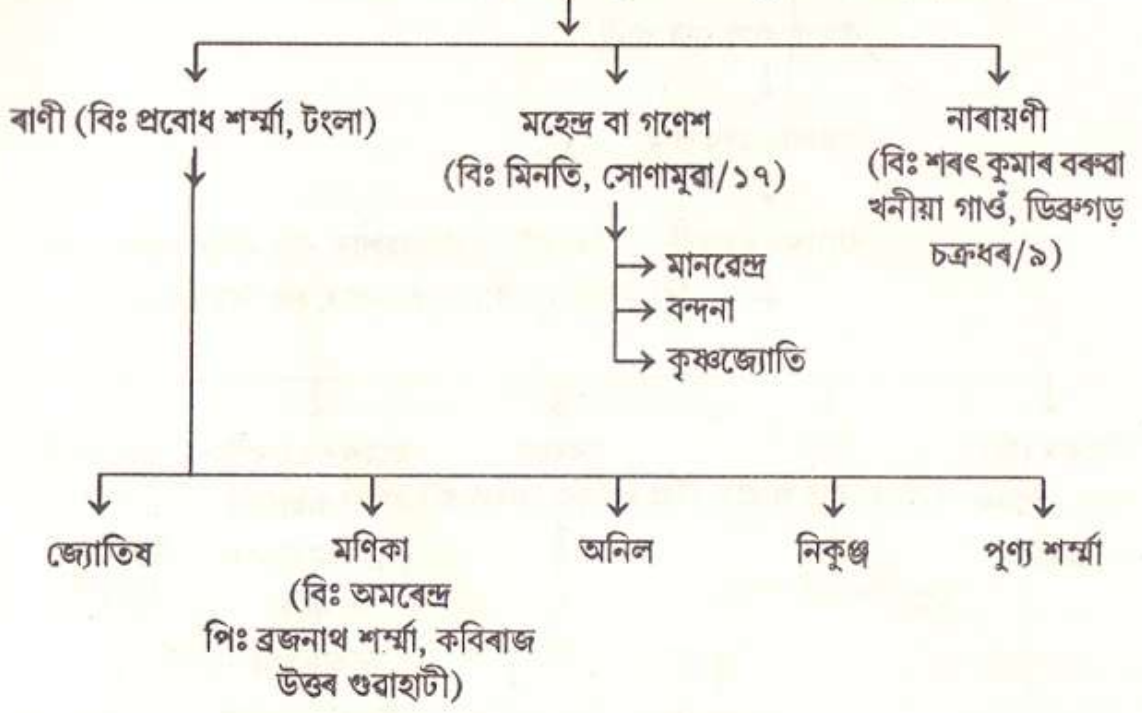 ৰাণী (বিঃ প্ৰবোধ শৰ্ম্মা, টংলা)
মহেন্দ্ৰ বা গণেশ
(বিঃ মিনতি, সোণামুৱা/১৭)
নাৰায়ণী
(বিঃ শৰৎ কুমাৰ বৰুৱা
খনীয়া গাওঁ, ডিব্ৰুগড়
চক্ৰধৰ/৯)
মানৱেন্দ্ৰ
বন্দনা
কৃষ্ণজ্যোতি
জ্যোতিষ
মণিকা
(বিঃ অমৰেন্দ্ৰ
পিঃ ব্ৰজনাথ শৰ্ম্মা, কবিৰাজ
উত্তৰ গুৱাহাটী)
অনিল
নিকুঞ্জ
পুণ্য শৰ্ম্মা